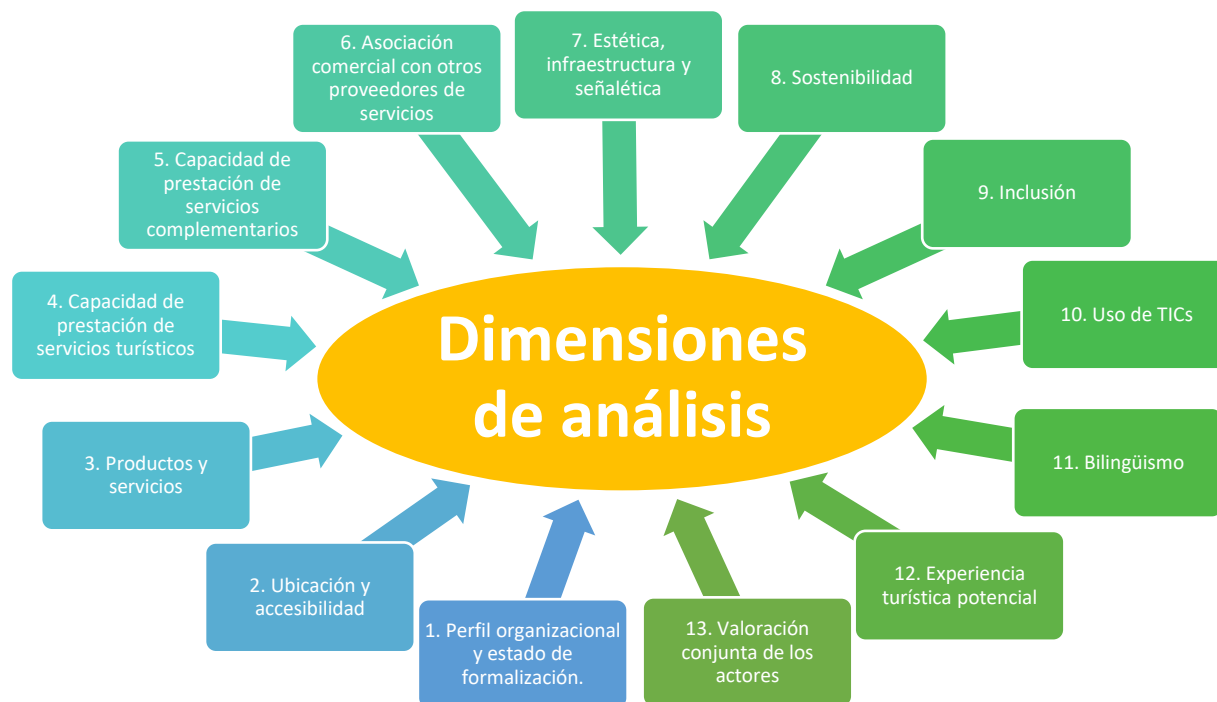 Dimensiones
de análisis
1. Perfil organizacional
y estado de
formalización.
2. Ubicación y
accesibilidad
3. Productos y
servicios
4. Capacidad de
prestación de
servicios turísticos
5. Capacidad de
prestación de
servicios
complementarios
6. Asociación
comercial con otros
proveedores de
servicios
7. Estética,
infraestructura y
señalética
8. Sostenibilidad
9. Inclusión
10. Uso de TICs
11. Bilingüismo
12. Experiencia
turística potencial
13. Valoración
conjunta de los
actores